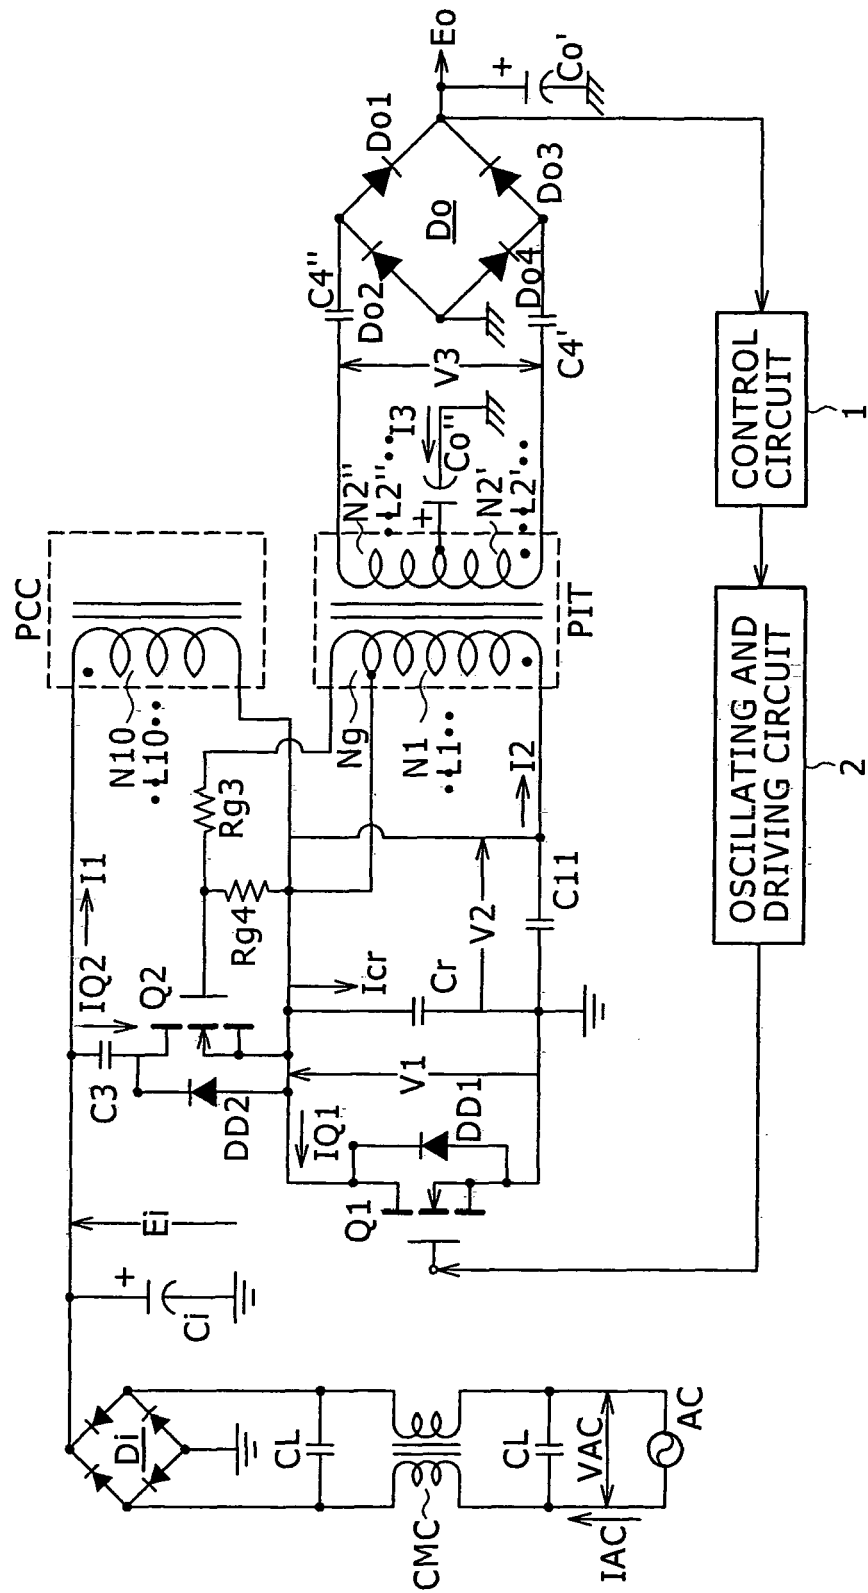 PCC
N10
L10
I1
IQ2
C3
Q2
DD2
Rg3
Rg4
Ng
N1
L1
I2
PIT
N2"
L2"
I3
Co"
N2'
L2'
V3
C4"
C4'
Do1
Do2
Do
Do3
Do4
Eo
Co'
+
+
Icr
Cr
V2
C11
V1
IQ1
DD1
Q1
Ei
+
Ci
Di
CL
CMC
CL
VAC
IAC
AC
CONTROL
CIRCUIT
1
OSCILLATING AND
DRIVING CIRCUIT
2